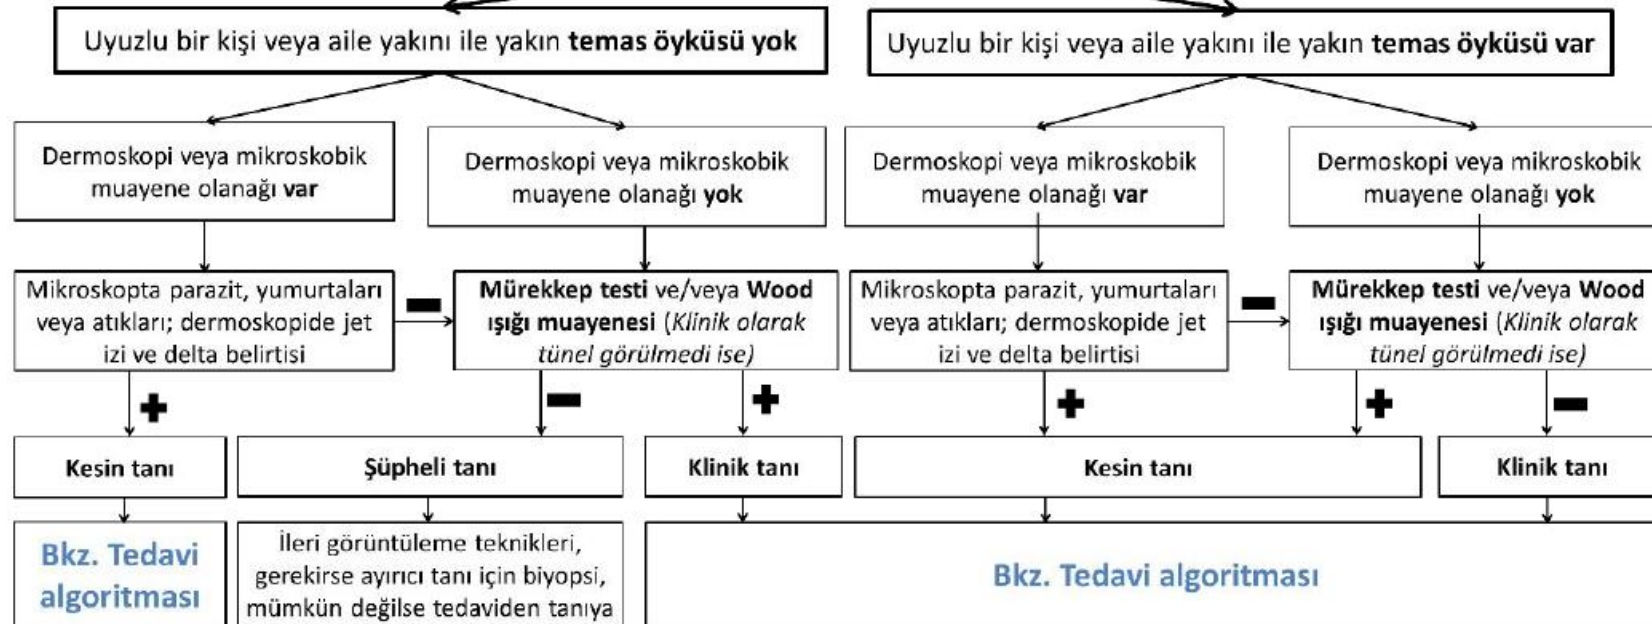 Uyuzlu bir kişi veya aile yakını ile yakın temas öyküsü yok
Uyuzlu bir kişi veya aile yakını ile yakın temas öyküsü var
Dermoskopi veya mikroskobik
muayene olanağı var
Dermoskopi veya mikroskobik
muayene olanağı yok
Dermoskopi veya mikroskobik
muayene olanağı var
Dermoskopi veya mikroskobik
muayene olanağı yok
Mikroskopta parazit, yumurtaları
veya atıkları; dermoskopide jet
izi ve delta belirtisi
Mürekkep testi ve/veya Wood
ışığı muayenesi (Klinik olarak
tünel görülmedi ise)
Mikroskopta parazit, yumurtaları
veya atıkları; dermoskopide jet
izi ve delta belirtisi
Mürekkep testi ve/veya Wood
ışığı muayenesi (Klinik olarak
tünel görülmedi ise)
Kesin tanı
Şüpheli tanı
Klinik tanı
Kesin tanı
Klinik tanı
Bkz. Tedavi
algoritması
İleri görüntüleme teknikleri,
gerekirse ayırıcı tanı için biyopsi,
mümkün değilse tedaviden tanıya
Bkz. Tedavi algoritması